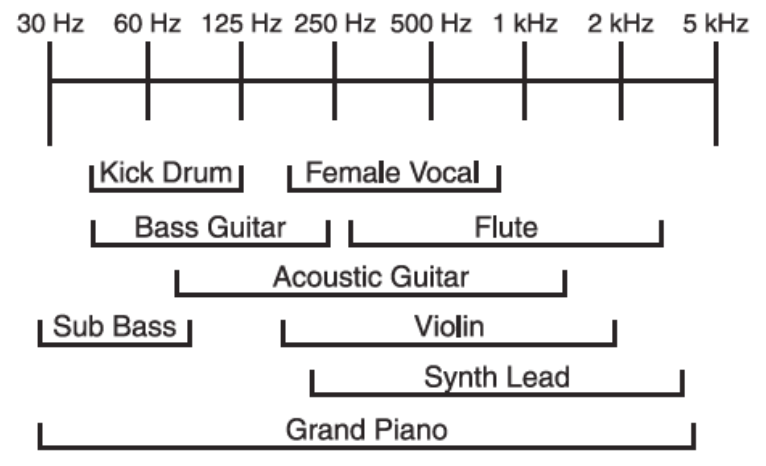 30 Hz 60 Hz 125 Hz 250 Hz 500 Hz 1 kHz 2 kHz 5 kHz
Kick Drum Female Vocal
Bass Guitar Flute
Acoustic Guitar
Sub Bass Violin
Synth Lead
Grand Piano